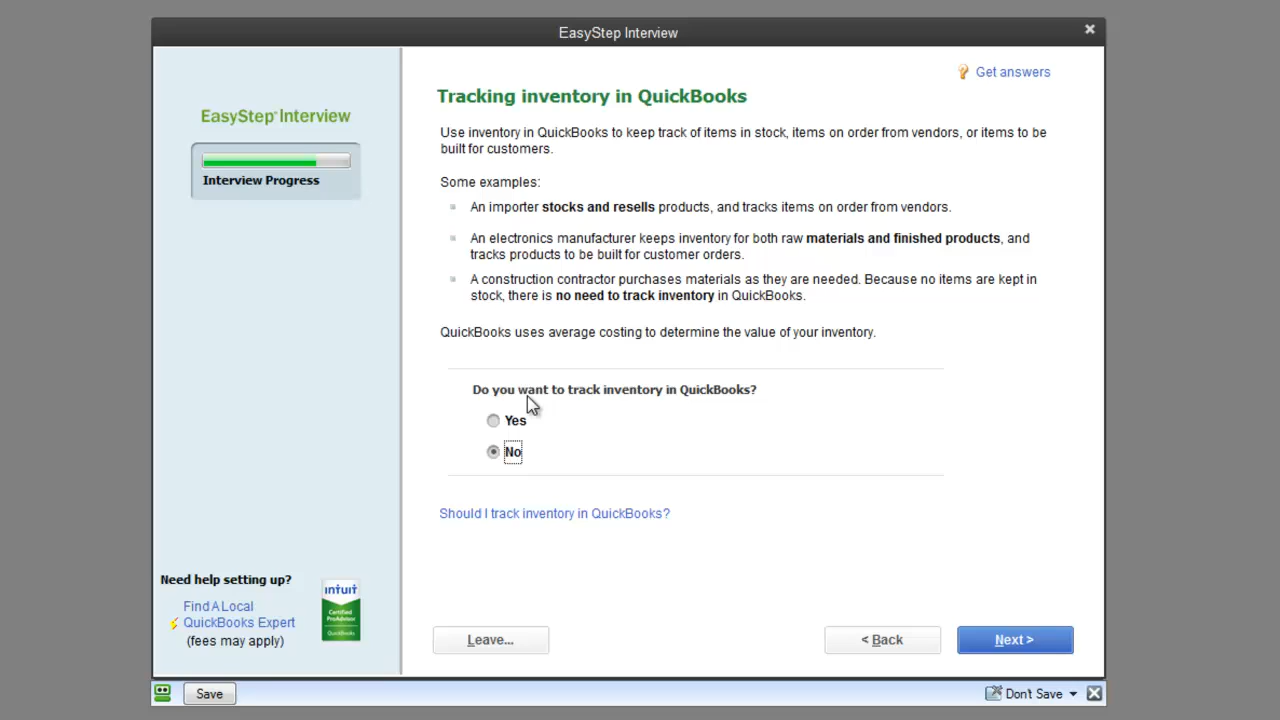 EasyStep Interview
Get answers
EasyStep Interview
Interview Progress
Tracking inventory in QuickBooks
Use inventory in QuickBooks to keep track of items in stock, items on order from vendors, or items to be
built for customers.
Some examples:
An importer stocks and resells products, and tracks items on order from vendors.
An electronics manufacturer keeps inventory for both raw materials and finished products, and
tracks products to be built for customer orders.
A construction contractor purchases materials as they are needed. Because no items are kept in
stock, there is no need to track inventory in QuickBooks.
QuickBooks uses average costing to determine the value of your inventory.
Do you want to track inventory in QuickBooks?
Yes
No
Should I track inventory in QuickBooks?
Need help setting up?
Find A Local
QuickBooks Expert
(fees may apply)
intuit
Certified
ProAdvisor
QuickBooks
Leave...
< Back
Next >
Save
Don't Save